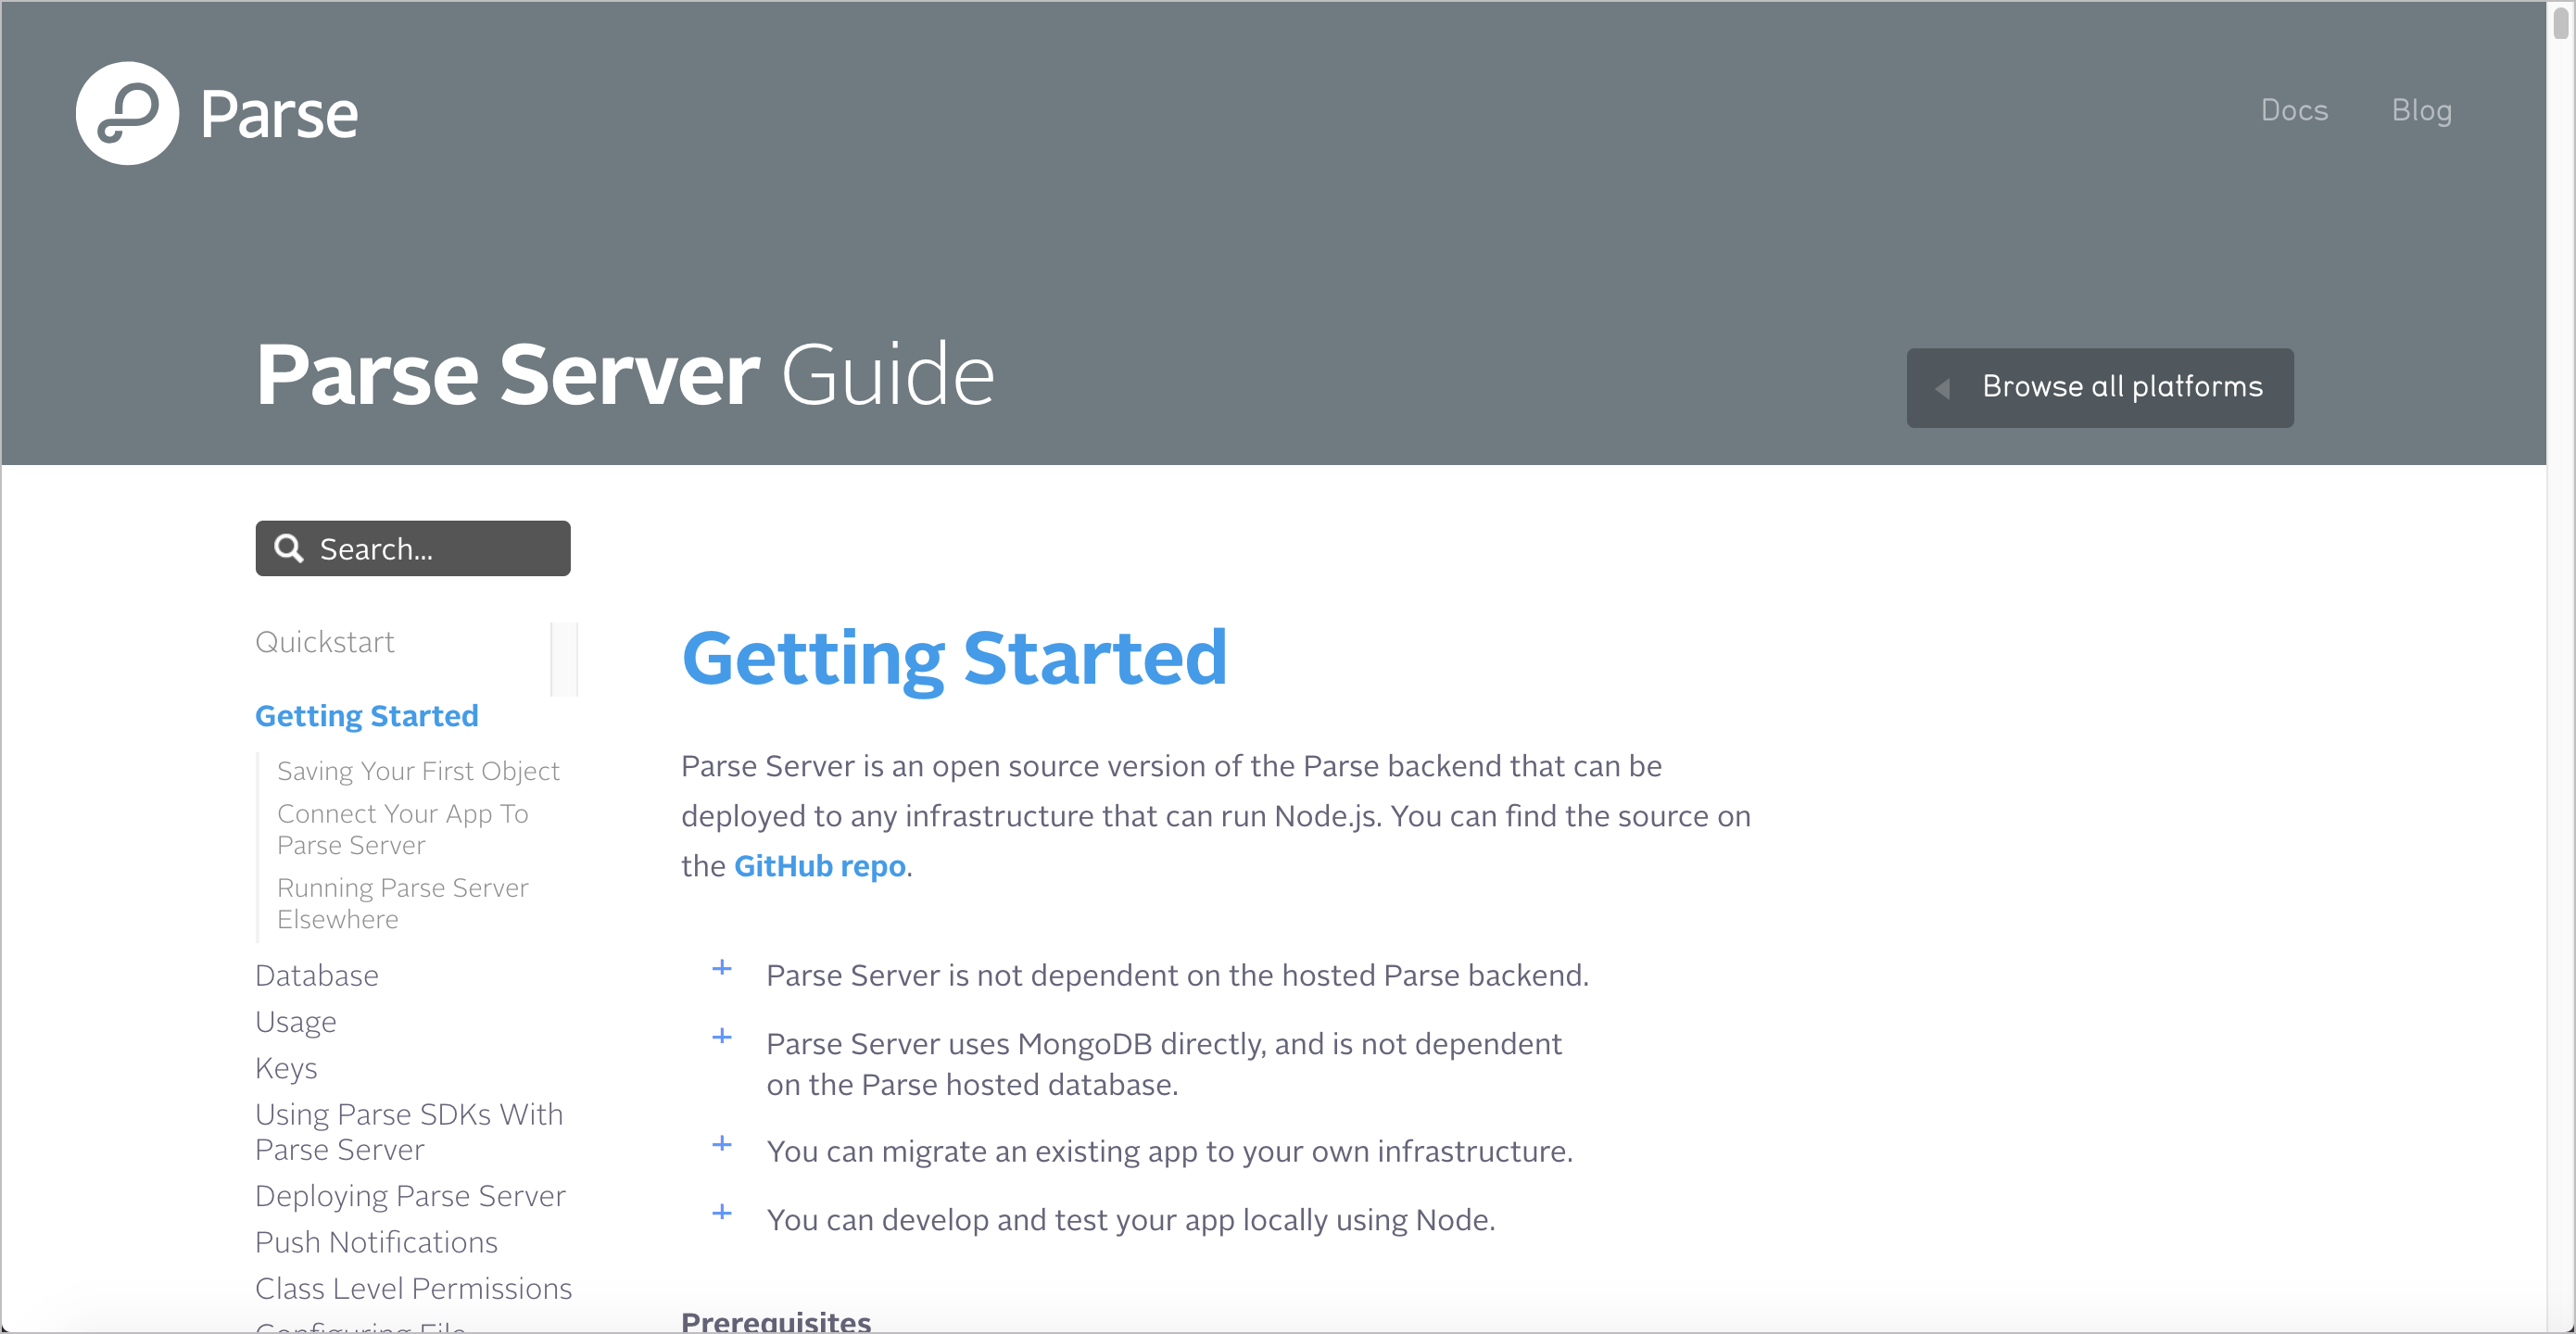 Parse
Docs
Blog
Parse Server Guide
Browse all platforms
Search...
Quickstart
Getting Started
Saving Your First Object
Connect Your App To
Parse Server
Running Parse Server
Elsewhere
Database
Usage
Keys
Using Parse SDKs With
Parse Server
Deploying Parse Server
Push Notifications
Class Level Permissions
Configuring File
Getting Started
Parse Server is an open source version of the Parse backend that can be
deployed to any infrastructure that can run Node.js. You can find the source on
the GitHub repo.
+ Parse Server is not dependent on the hosted Parse backend.
+ Parse Server uses MongoDB directly, and is not dependent
on the Parse hosted database.
+ You can migrate an existing app to your own infrastructure.
+ You can develop and test your app locally using Node.
Prerequisites